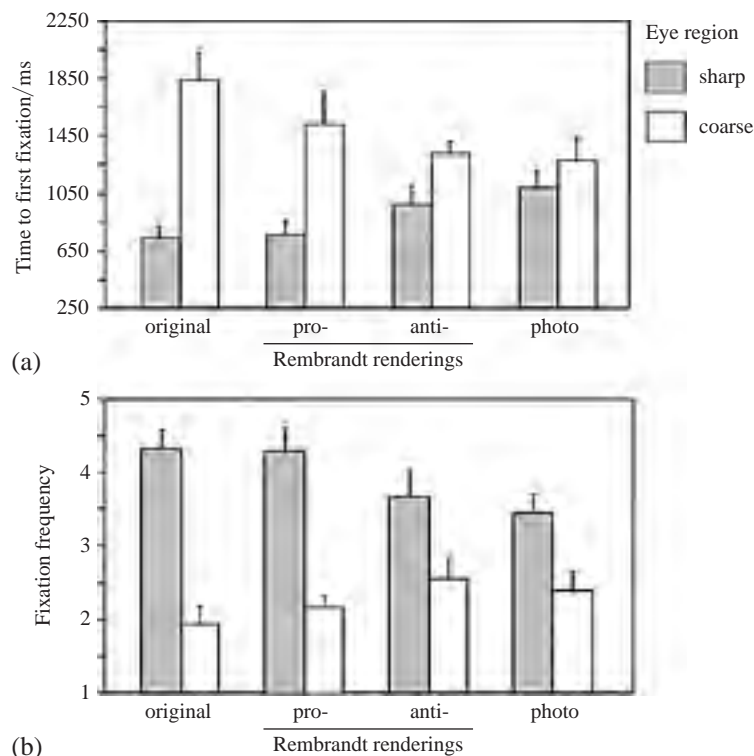 2250
1850
1450
1050
650
250
Time to first fixation/ms
Eye region
sharp
coarse
original pro- anti- photo
Rembrandt renderings
(a)
5
4
3
2
1
Fixation frequency
original pro- anti- photo
Rembrandt renderings
(b)